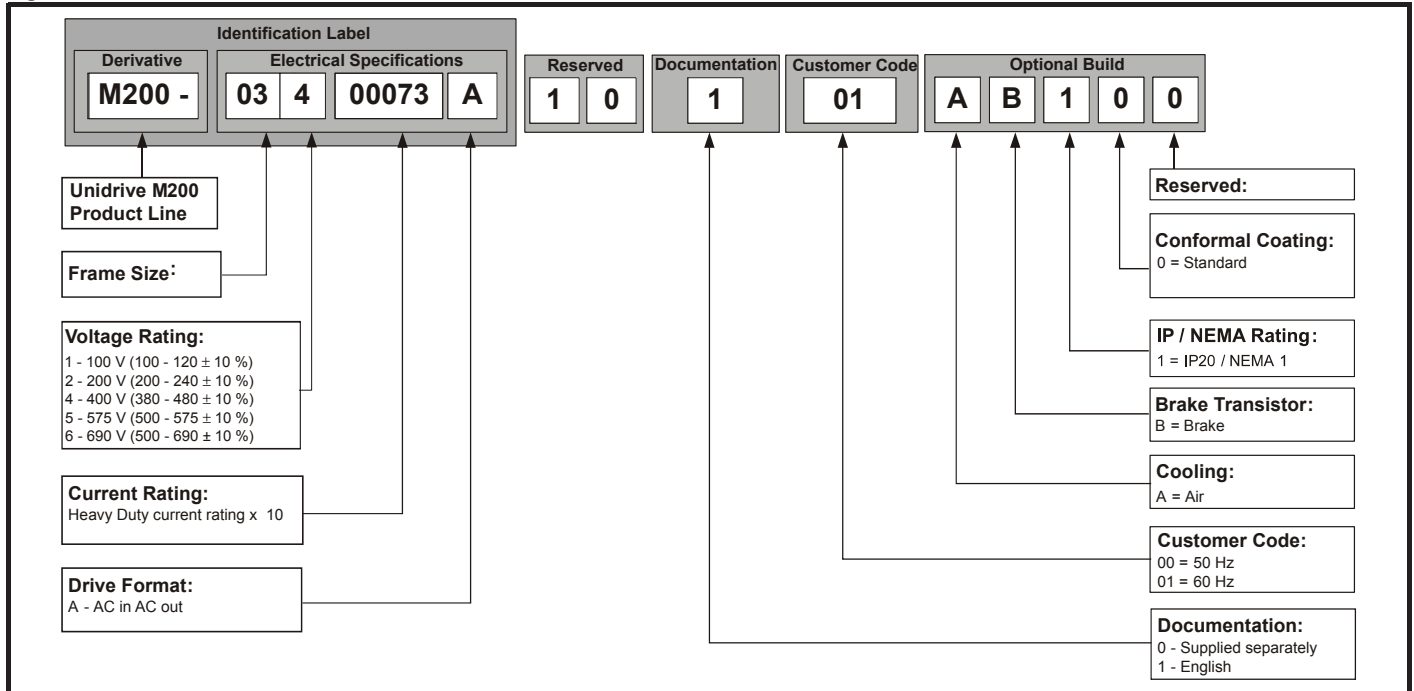 Identification Label
Derivative
Electrical Specifications
Reserved
Documentation
Customer Code
Optional Build
M200 -
03 4 00073 A
1 0
1
01
A B 1 0 0
Unidrive M200
Product Line
Frame Size:
Voltage Rating:
1 - 100 V (100 - 120 ± 10 %)
2 - 200 V (200 - 240 ± 10 %)
4 - 400 V (380 - 480 ± 10 %)
5 - 575 V (500 - 575 ± 10 %)
6 - 690 V (500 - 690 ± 10 %)
Current Rating:
Heavy Duty current rating x 10
Drive Format:
A - AC in AC out
Reserved:
Conformal Coating:
0 = Standard
IP / NEMA Rating:
1 = IP20 / NEMA 1
Brake Transistor:
B = Brake
Cooling:
A = Air
Customer Code:
00 = 50 Hz
01 = 60 Hz
Documentation:
0 - Supplied separately
1 - English